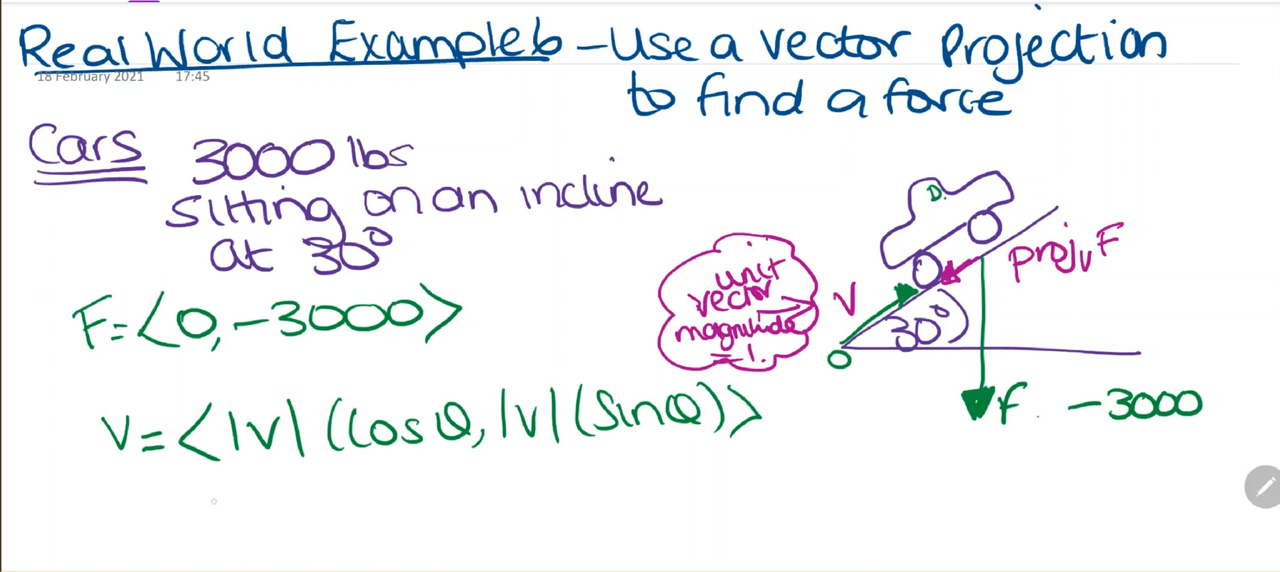 Real World Example 6 - Use a vector Projection
18 February 2021 17:45
to find a force
Cars 3000 lbs
sitting on an incline
at 30°
F = <0, -3000>
V = <|V| (Cos θ, |V| (Sin θ)>
unit
vector
magnitude
= 1.
V
30°
O
D.
proj_v F
F. -3000